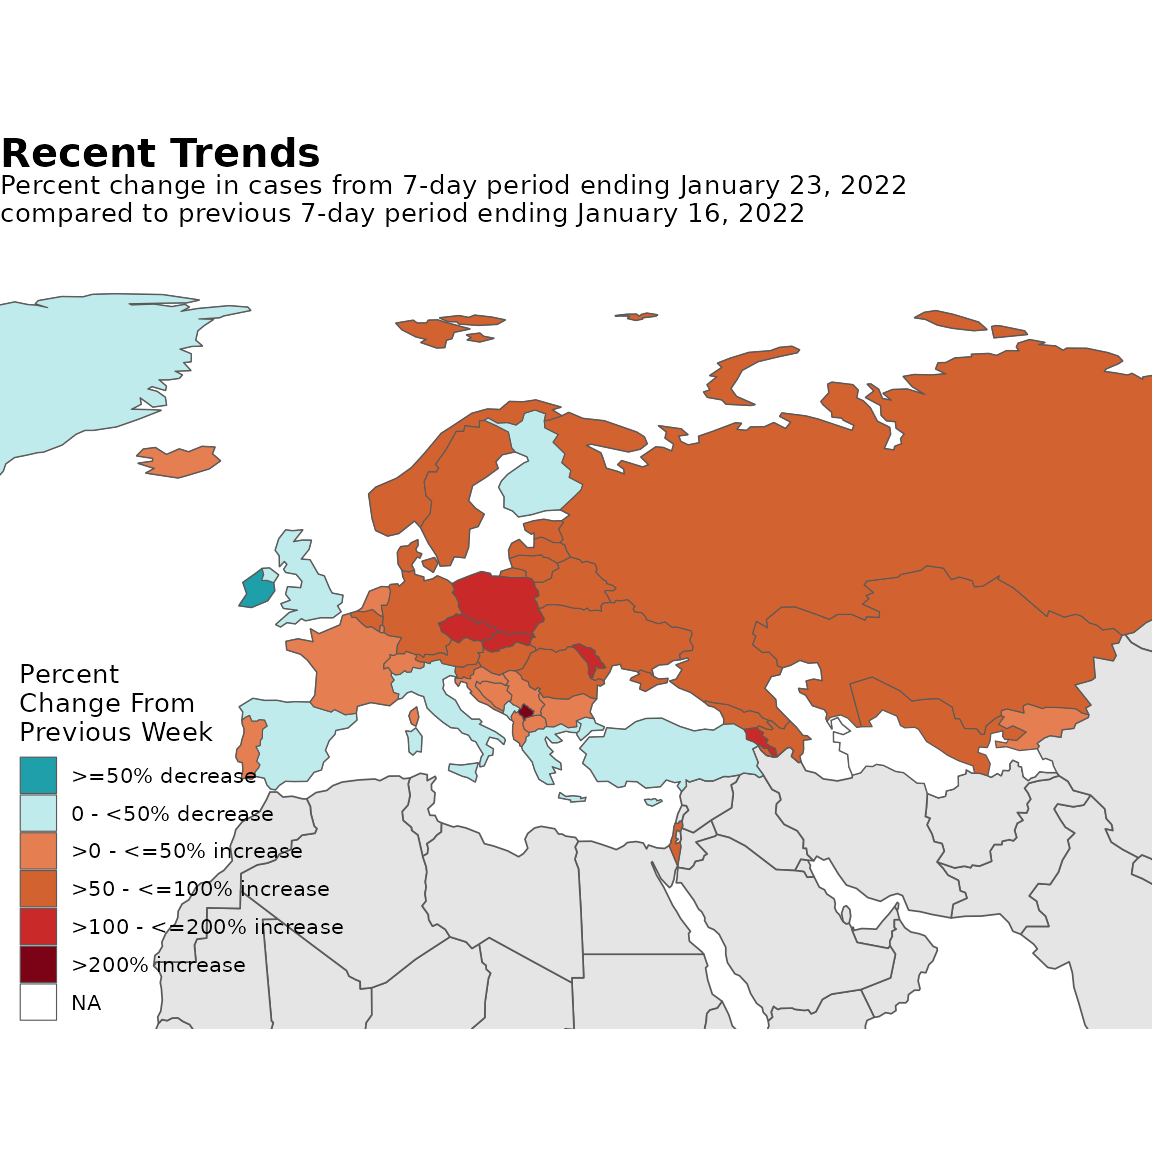 Recent Trends
Percent change in cases from 7-day period ending January 23, 2022
compared to previous 7-day period ending January 16, 2022
Percent
Change From
Previous Week
>=50% decrease
0 - <50% decrease
>0 - <=50% increase
>50 - <=100% increase
>100 - <=200% increase
>200% increase
NA